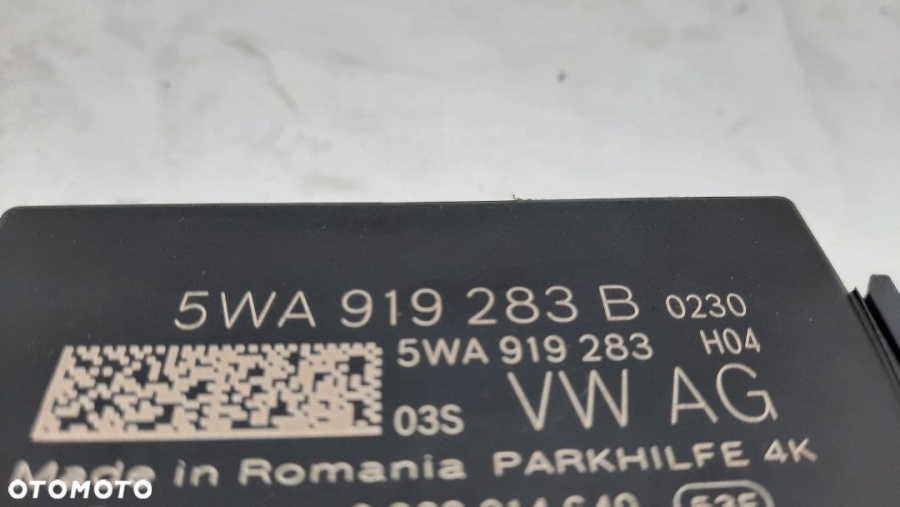 5WA 919 283 B 0230
5WA 919 283 H04
03S VW AG
Made in Romania PARKHILFE 4K
OTOMOTO